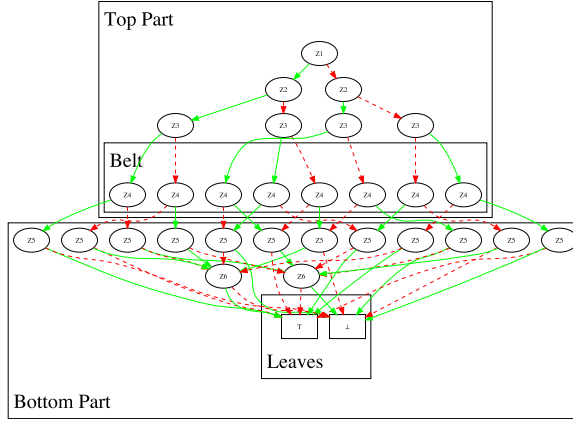 Top Part
Z1
Z2 Z2
Z3 Z3 Z3 Z3
Belt
Z4 Z4 Z4 Z4 Z4 Z4 Z4 Z4
Z5 Z5 Z5 Z5 Z5 Z5 Z5 Z5 Z5 Z5 Z5 Z5
Z6 Z6
T ⊥
Leaves
Bottom Part